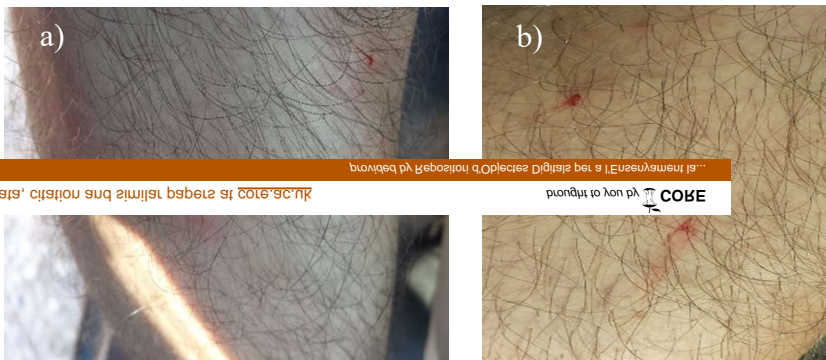 a)
b)
provided by Repositori d'Objectes Digitals per a l'Ensenyament la...
ata, citation and similar papers at core.ac.uk
brought to you by CORE